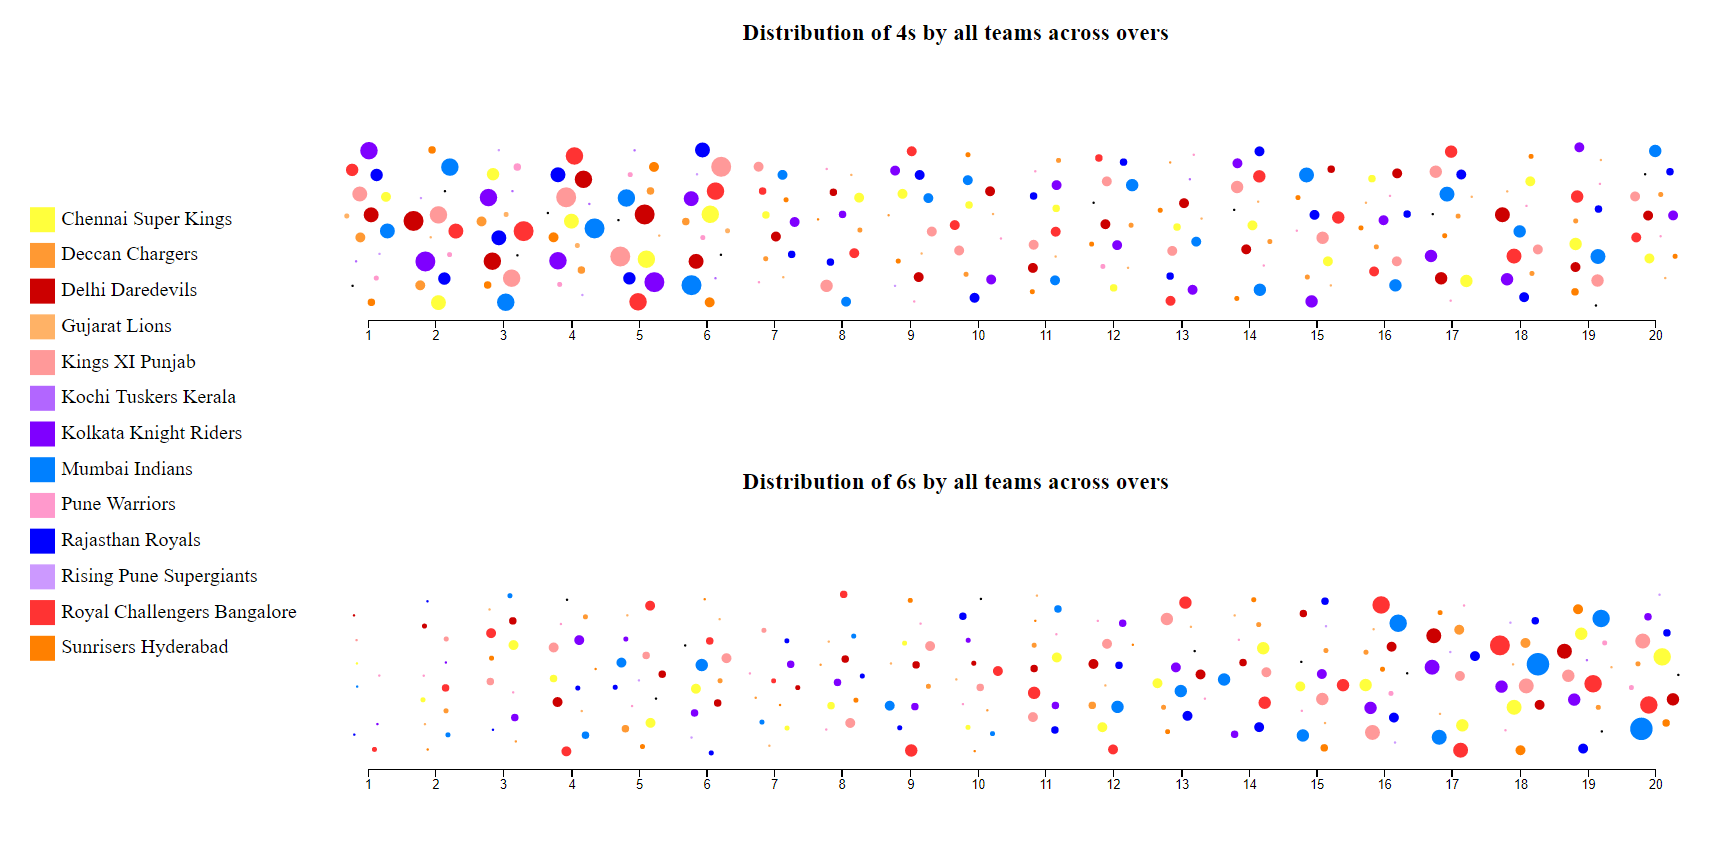 Distribution of 4s by all teams across overs
Chennai Super Kings
Deccan Chargers
Delhi Daredevils
Gujarat Lions
Kings XI Punjab
Kochi Tuskers Kerala
Kolkata Knight Riders
Mumbai Indians
Pune Warriors
Rajasthan Royals
Rising Pune Supergiants
Royal Challengers Bangalore
Sunrisers Hyderabad
1 2 3 4 5 6 7 8 9 10 11 12 13 14 15 16 17 18 19 20
Distribution of 6s by all teams across overs
1 2 3 4 5 6 7 8 9 10 11 12 13 14 15 16 17 18 19 20